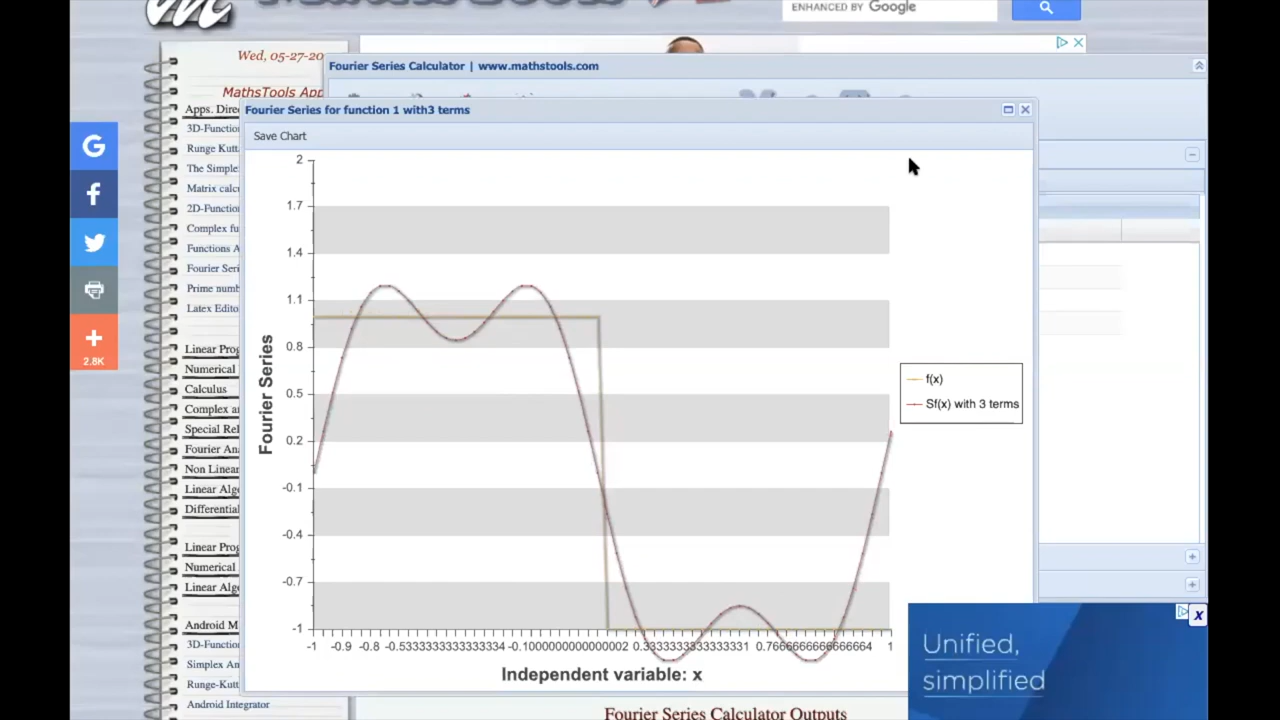 ENHANCED BY Google
Wed, 05-27-20
MathsTools App
Apps. Dire
3D-Functio
Runge Kutt
The Simple
Matrix calc
2D-Functio
Complex fu
Functions A
Fourier Seri
Prime numb
Latex Edito
Linear Prog
Numerical
Calculus
Complex a
Special Rel
Fourier Ana
Non Linear
Linear Alge
Differential
Linear Prog
Numerical
Linear Alge
Android M
3D-Functio
Simplex An
Runge-Kutt
Android Integrator
G
f
+
2.8K
Fourier Series Calculator | www.mathstools.com
Fourier Series for function 1 with3 terms
Save Chart
2
1.7
1.4
1.1
0.8
0.5
0.2
-0.1
-0.4
-0.7
-1
Fourier Series
-1 -0.9 -0.8 -0.5333333333333334 -0.1000000000000002 0.3333333333333331 0.7666666666666664 1
Independent variable: x
f(x)
Sf(x) with 3 terms
Fourier Series Calculator Outputs
x
Unified,
simplified